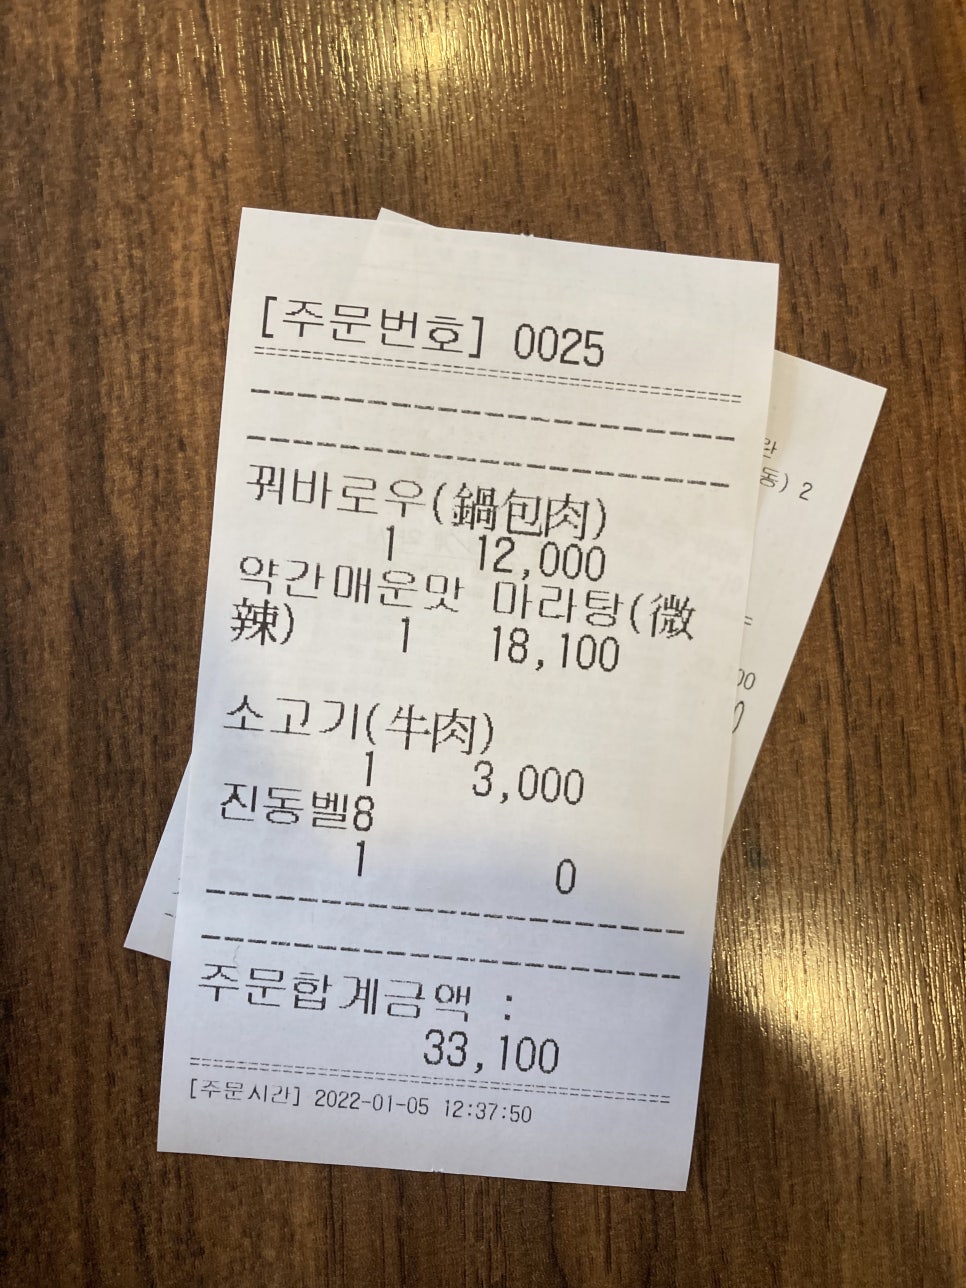 [주문번호] 0025
꿔바로우(鍋包肉)
1 12,000
약간매운맛 마라탕(微
辣) 1 18,100
소고기(牛肉)
1 3,000
진동벨8
1 0
주문합계금액 :
33,100
[주문시간] 2022-01-05 12:37:50
동) 2
00